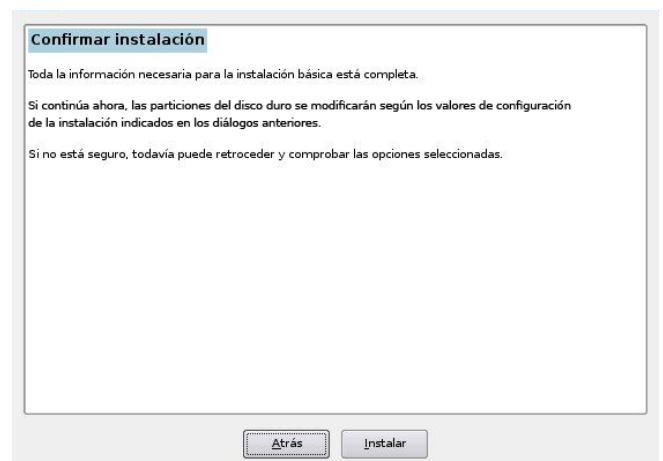 Confirmar instalación
Toda la información necesaria para la instalación básica está completa.
Si continúa ahora, las particiones del disco duro se modificarán según los valores de configuración
de la instalación indicados en los diálogos anteriores.
Si no está seguro, todavía puede retroceder y comprobar las opciones seleccionadas.
Atrás
Instalar